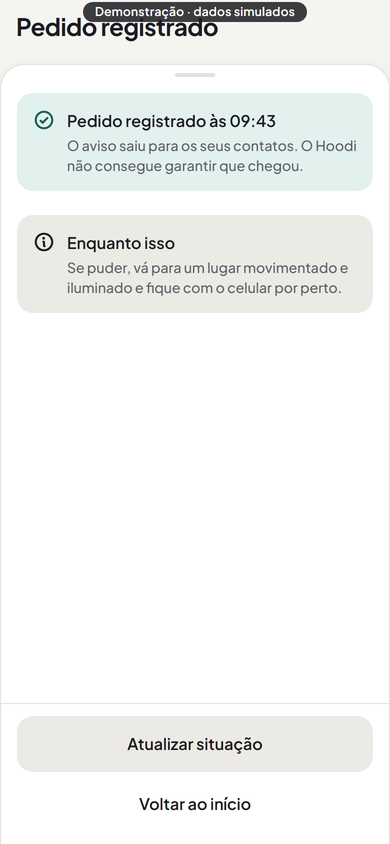 Demonstração · dados simulados
Pedido registrado
Pedido registrado às 09:43
O aviso saiu para os seus contatos. O Hoodi
não consegue garantir que chegou.
Enquanto isso
Se puder, vá para um lugar movimentado e
iluminado e fique com o celular por perto.
Atualizar situação
Voltar ao início